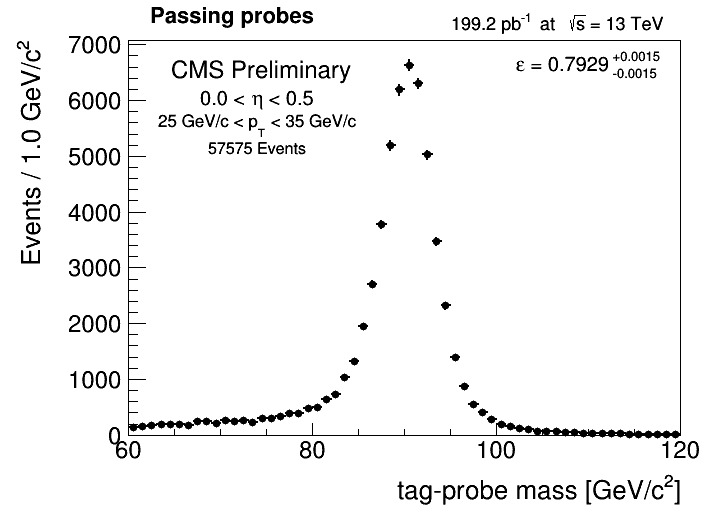 Passing probes
199.2 pb⁻¹ at √s = 13 TeV
CMS Preliminary
0.0 < η < 0.5
25 GeV/c < p_T < 35 GeV/c
57575 Events
ε = 0.7929 +0.0015 -0.0015
Events / 1.0 GeV/c²
7000
6000
5000
4000
3000
2000
1000
0
60 80 100 120
tag-probe mass [GeV/c²]